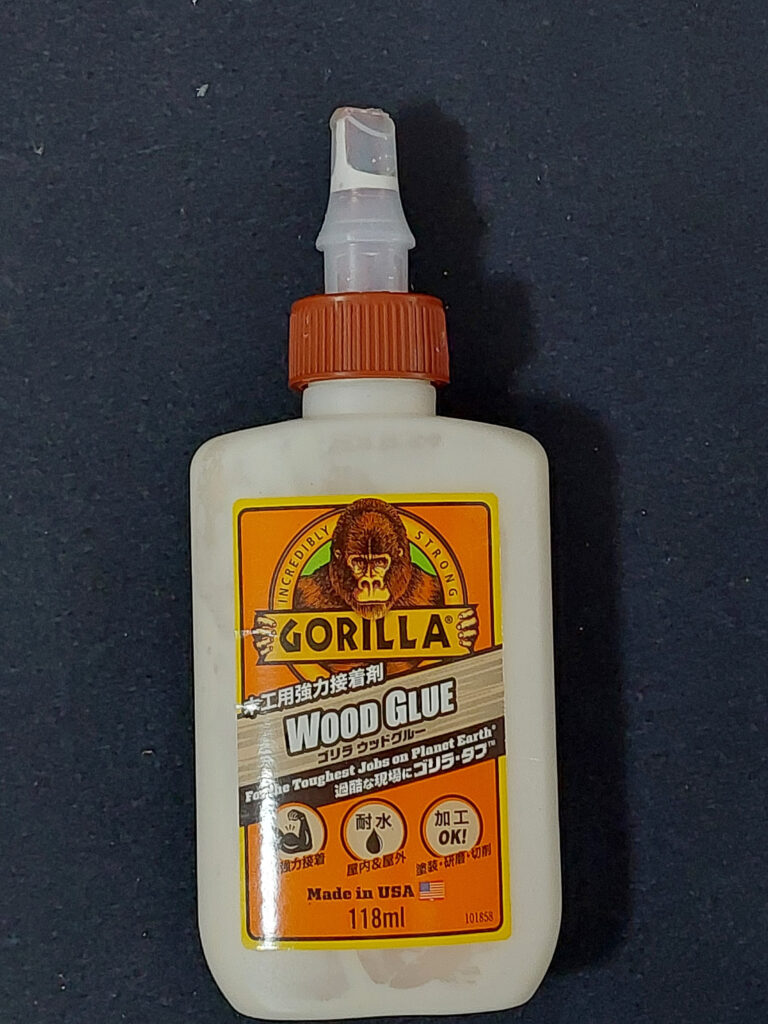 INCREDIBLY STRONG
GORILLA®
木工用強力接着剤
WOOD GLUE
ゴリラ ウッドグルー
For the Toughest Jobs on Planet Earth®
過酷な現場にゴリラ・タフ™
耐水
加工
OK!
強力接着
屋内&屋外
塗装・研磨・切削
Made in USA
118ml
101858